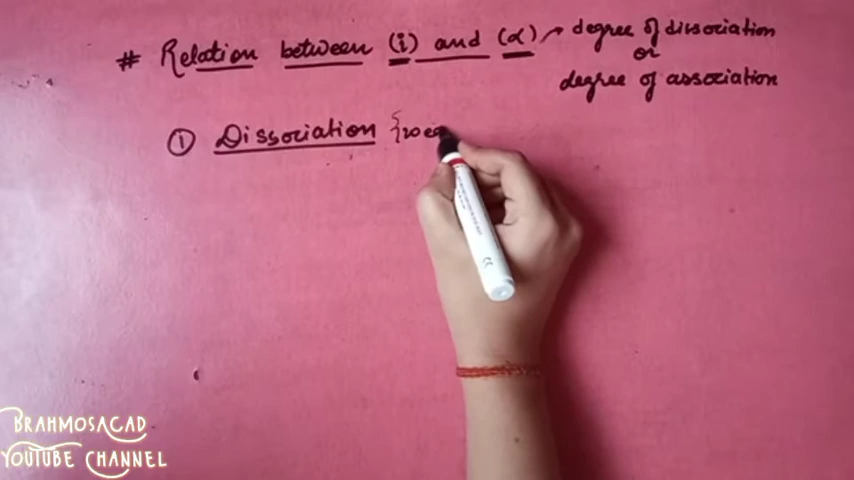 # Relation between (i) and (α) → degree of dissociation
or
degree of association
① Dissociation {
BRAHMOSACAD
YOUTUBE CHANNEL